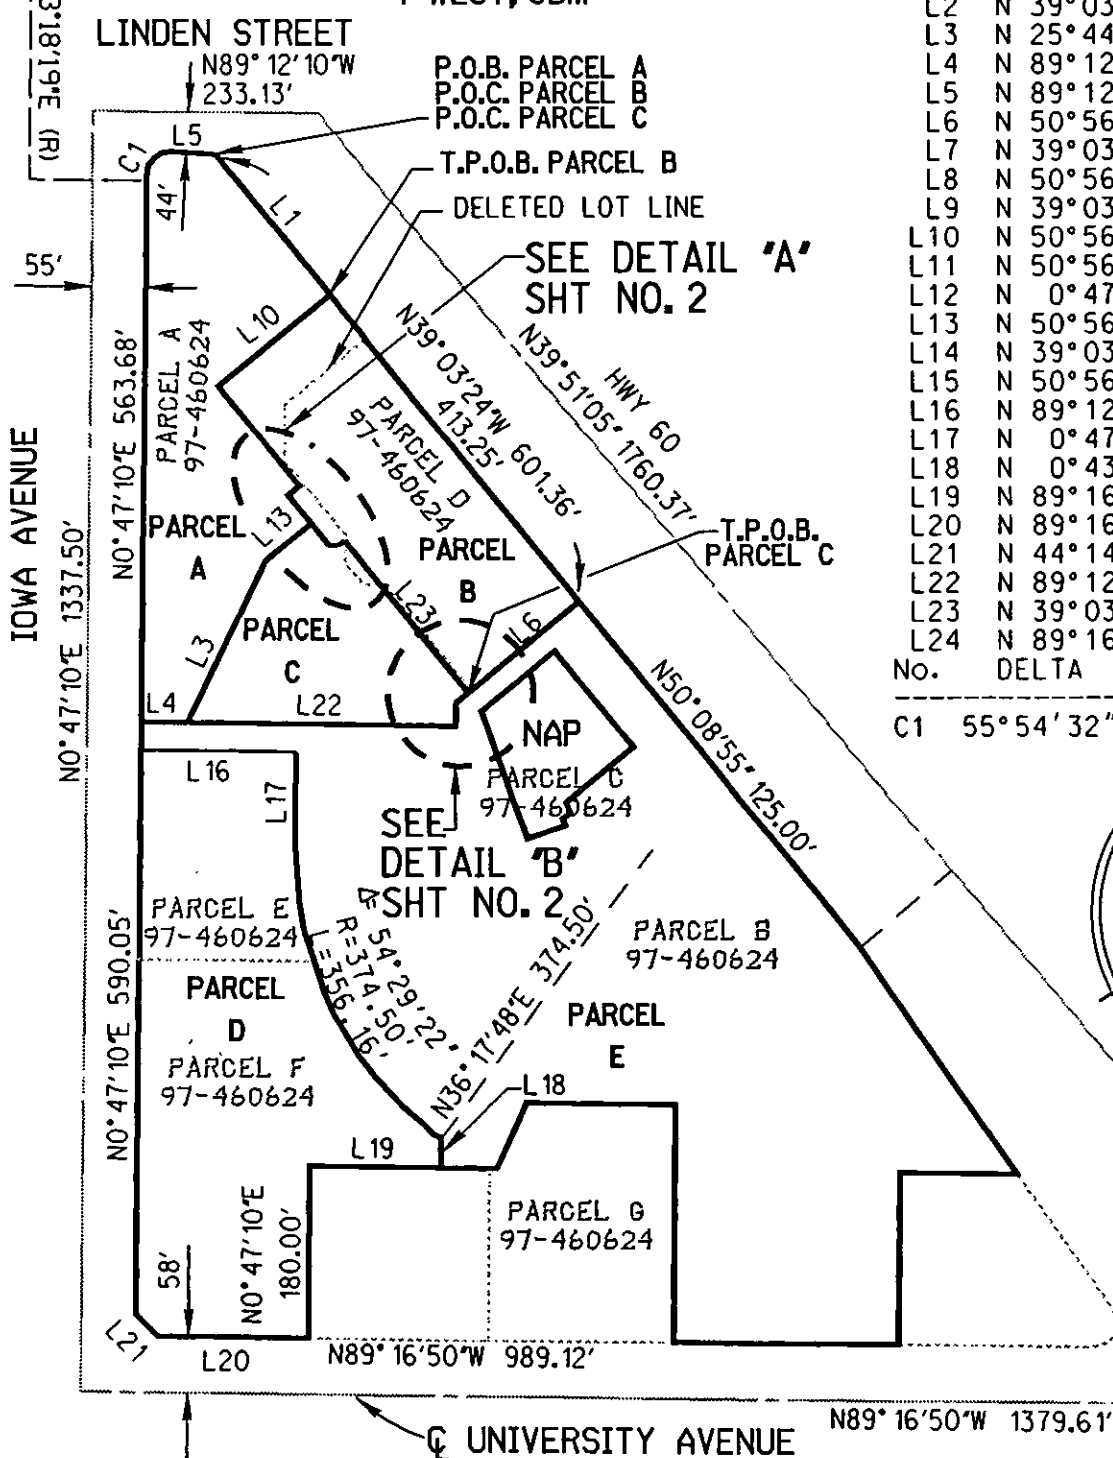 3°18'19"E (R)
LINDEN STREET
N89°12'10"W
233.13'
P.O.B. PARCEL A
P.O.C. PARCEL B
P.O.C. PARCEL C
T.P.O.B. PARCEL B
DELETED LOT LINE
SEE DETAIL "A"
SHT NO. 2
C1
L5
44'
L1
55'
L10
N0°47'10"E 563.68'
PARCEL A
97-460624
N39°03'24"W 601.36'
413.25'
N39°51'05" 1760.37'
HWY 60
PARCEL D
97-460624
IOWA AVENUE
N0°47'10"E 1337.50'
PARCEL
A
L13
PARCEL
B
T.P.O.B.
PARCEL C
L23
L6
L3
PARCEL
C
L4
L22
NAP
N50°08'55" 125.00'
L16
L17
PARCEL C
97-460624
SEE
DETAIL "B"
SHT NO. 2
PARCEL E
97-460624
Δ= 54°29'22"
R=374.50'
L=356.16'
N36°17'48"E 374.50'
PARCEL B
97-460624
N0°47'10"E 590.05'
PARCEL
D
PARCEL F
97-460624
PARCEL
E
L18
L19
N0°47'10"E
180.00'
PARCEL G
97-460624
58'
L21
L20
N89°16'50"W 989.12'
N89°16'50"W 1379.61'
℄ UNIVERSITY AVENUE
L2 N 39°03
L3 N 25°44
L4 N 89°12
L5 N 89°12
L6 N 50°56
L7 N 39°03
L8 N 50°56
L9 N 39°03
L10 N 50°56
L11 N 50°56
L12 N 0°47
L13 N 50°56
L14 N 39°03
L15 N 50°56
L16 N 89°12
L17 N 0°47
L18 N 0°43
L19 N 89°16
L20 N 89°16
L21 N 44°14
L22 N 89°12
L23 N 39°03
L24 N 89°16
No. DELTA
C1 55°54'32"